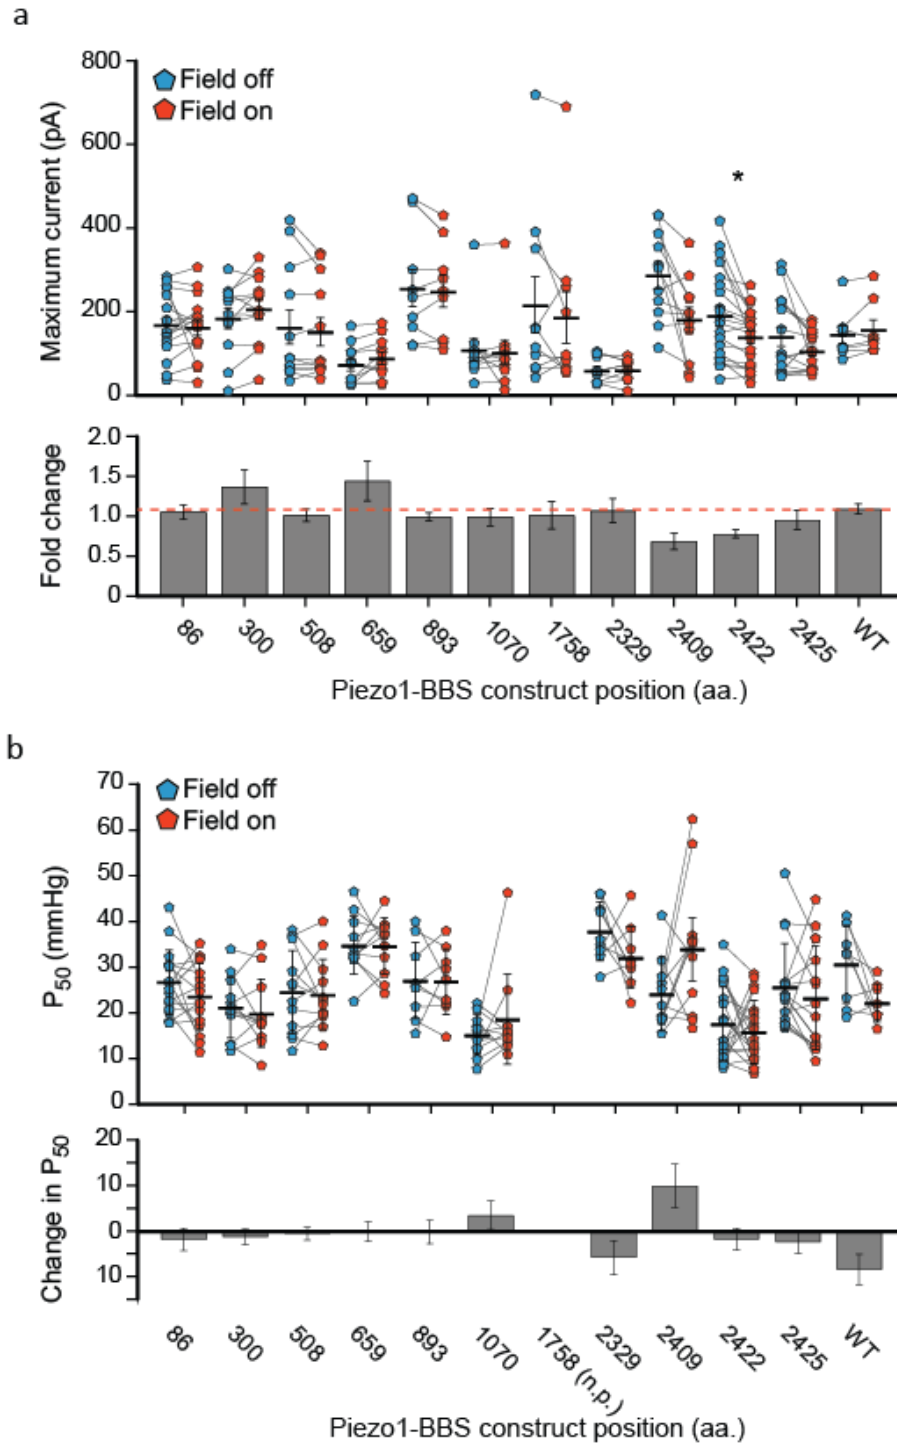 a
800
Field off
Field on
600
400
200
0
Maximum current (pA)
*
2.0
1.5
1.0
0.5
0
Fold change
86 300 508 659 893 1070 1758 2329 2409 2422 2425 WT
Piezo1-BBS construct position (aa.)
b
70
Field off
Field on
60
50
40
30
20
10
0
P50 (mmHg)
20
10
0
10
Change in P50
86 300 508 659 893 1070 1758 (n.p.) 2329 2409 2422 2425 WT
Piezo1-BBS construct position (aa.)